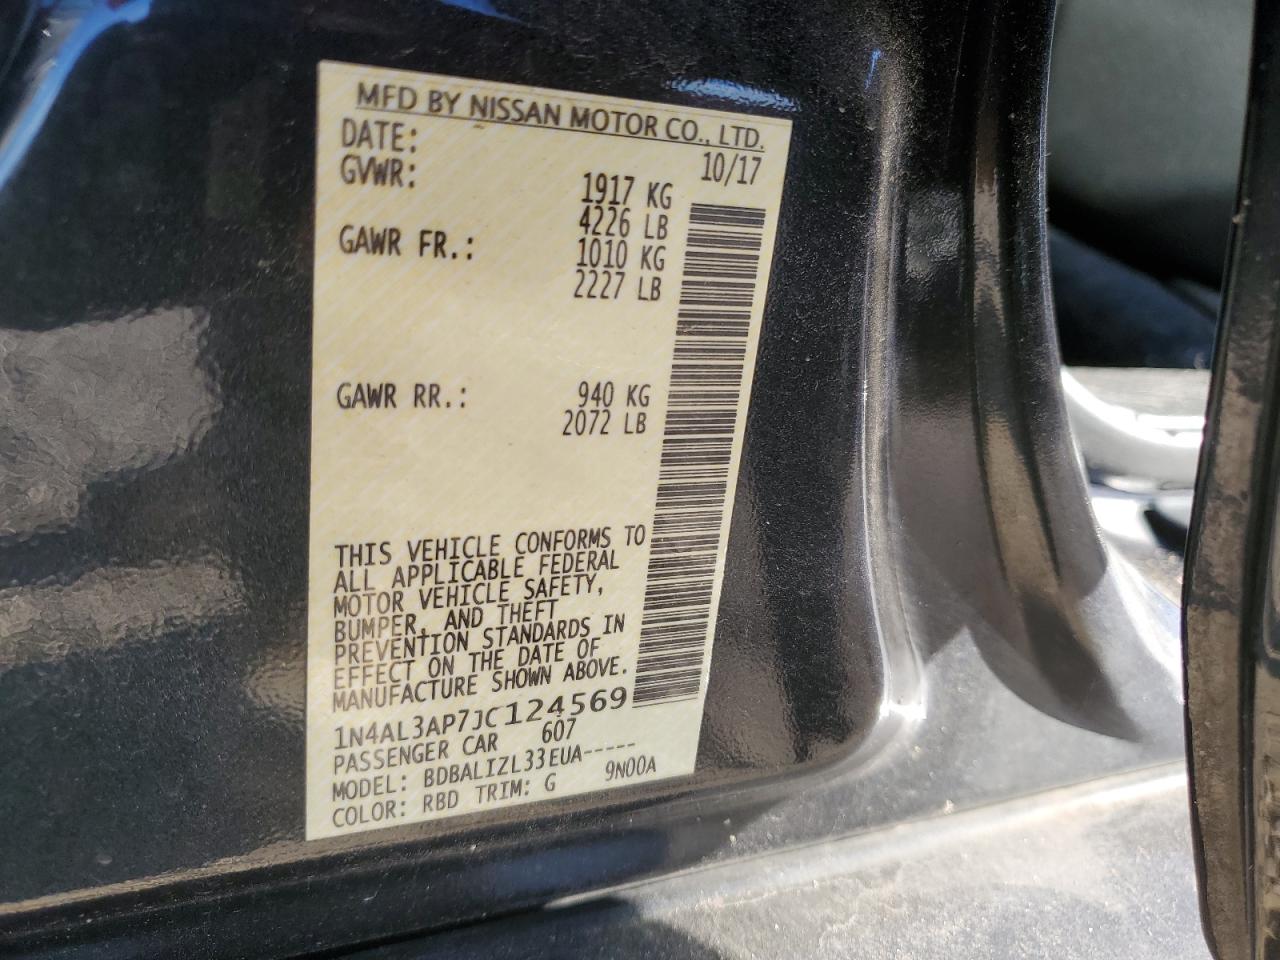 MFD BY NISSAN MOTOR CO., LTD.
DATE: 10/17
GVWR: 1917 KG
4226 LB
GAWR FR.: 1010 KG
2227 LB
GAWR RR.: 940 KG
2072 LB
THIS VEHICLE CONFORMS TO
ALL APPLICABLE FEDERAL
MOTOR VEHICLE SAFETY,
BUMPER, AND THEFT
PREVENTION STANDARDS IN
EFFECT ON THE DATE OF
MANUFACTURE SHOWN ABOVE.
1N4AL3AP7JC124569
PASSENGER CAR 607
MODEL: BDBALIZL33EUA-----
COLOR: RBD TRIM: G 9N00A